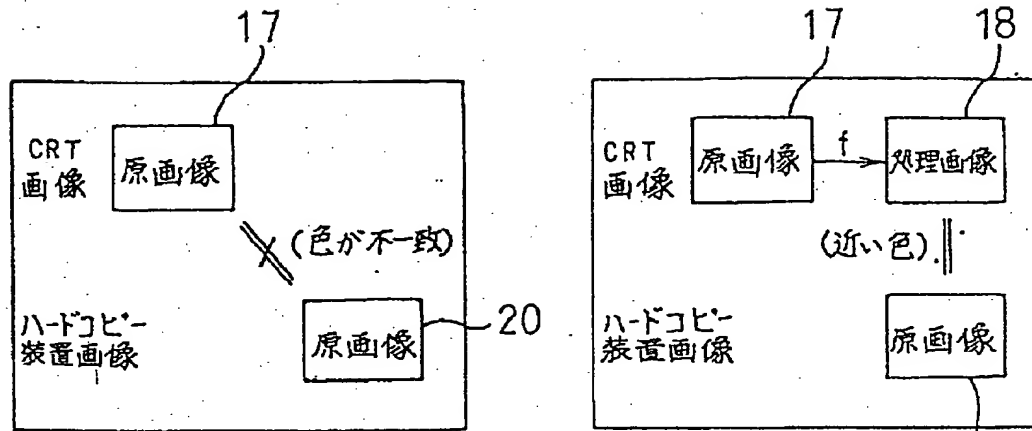 17
CRT
画像
原画像
(色が不一致)
ハードコピー
装置画像
原画像
20
17
18
CRT
画像
原画像
f
処理画像
(近い色)
ハードコピー
装置画像
原画像